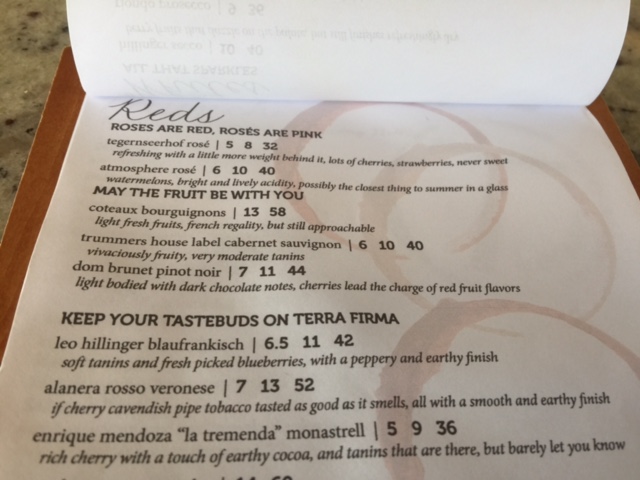 Reds
ROSES ARE RED, ROSÉS ARE PINK
tegernseerhof rosé | 5 8 32
refreshing with a little more weight behind it, lots of cherries, strawberries, never sweet
atmosphere rosé | 6 10 40
watermelons, bright and lively acidity, possibly the closest thing to summer in a glass
MAY THE FRUIT BE WITH YOU
coteaux bourguignons | 13 58
light fresh fruits, french regality, but still approachable
trummers house label cabernet sauvignon | 6 10 40
vivaciously fruity, very moderate tanins
dom brunet pinot noir | 7 11 44
light bodied with dark chocolate notes, cherries lead the charge of red fruit flavors
KEEP YOUR TASTEBUDS ON TERRA FIRMA
leo hillinger blaufrankisch | 6.5 11 42
soft tanins and fresh picked blueberries, with a peppery and earthy finish
alanera rosso veronese | 7 13 52
if cherry cavendish pipe tobacco tasted as good as it smells, all with a smooth and earthy finish
enrique mendoza "la tremenda" monastrell | 5 9 36
rich cherry with a touch of earthy cocoa, and tanins that are there, but barely let you know